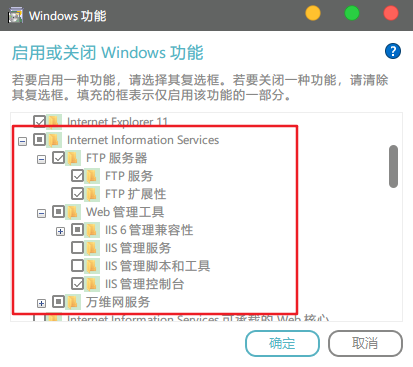 Windows 功能
启用或关闭 Windows 功能
若要启用一种功能，请选择其复选框。若要关闭一种功能，请清除
其复选框。填充的框表示仅启用该功能的一部分。
Internet Explorer 11
Internet Information Services
FTP 服务器
FTP 服务
FTP 扩展性
Web 管理工具
IIS 6 管理兼容性
IIS 管理服务
IIS 管理脚本和工具
IIS 管理控制台
万维网服务
Internet Information Services 可承载的 Web 核心
确定
取消